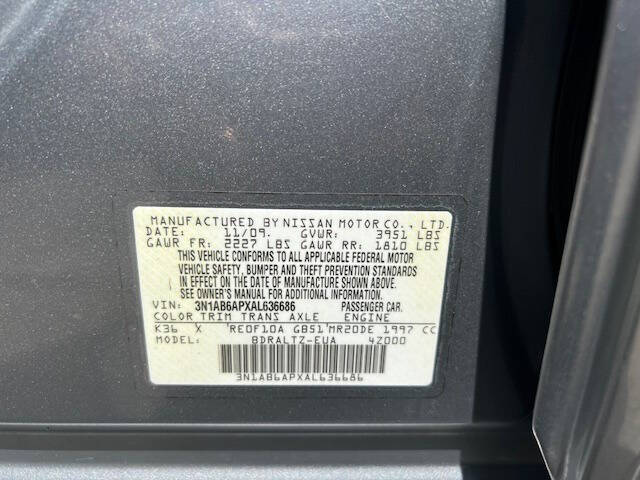 MANUFACTURED BY NISSAN MOTOR CO., LTD.
DATE: 11/09. GVWR: 3951 LBS
GAWR FR: 2227 LBS GAWR RR: 1810 LBS
THIS VEHICLE CONFORMS TO ALL APPLICABLE FEDERAL MOTOR
VEHICLE SAFETY, BUMPER AND THEFT PREVENTION STANDARDS
IN EFFECT ON THE DATE OF MANUFACTURE SHOWN ABOVE.
SEE OWNER'S MANUAL FOR ADDITIONAL INFORMATION.
VIN: 3N1AB6APXAL636686 PASSENGER CAR.
COLOR TRIM TRANS AXLE ENGINE
K36 X RE0F10A GB51 MR20DE 1997 CC
MODEL: BDRALTZ-EUA 4Z000
3N1AB6APXAL636686